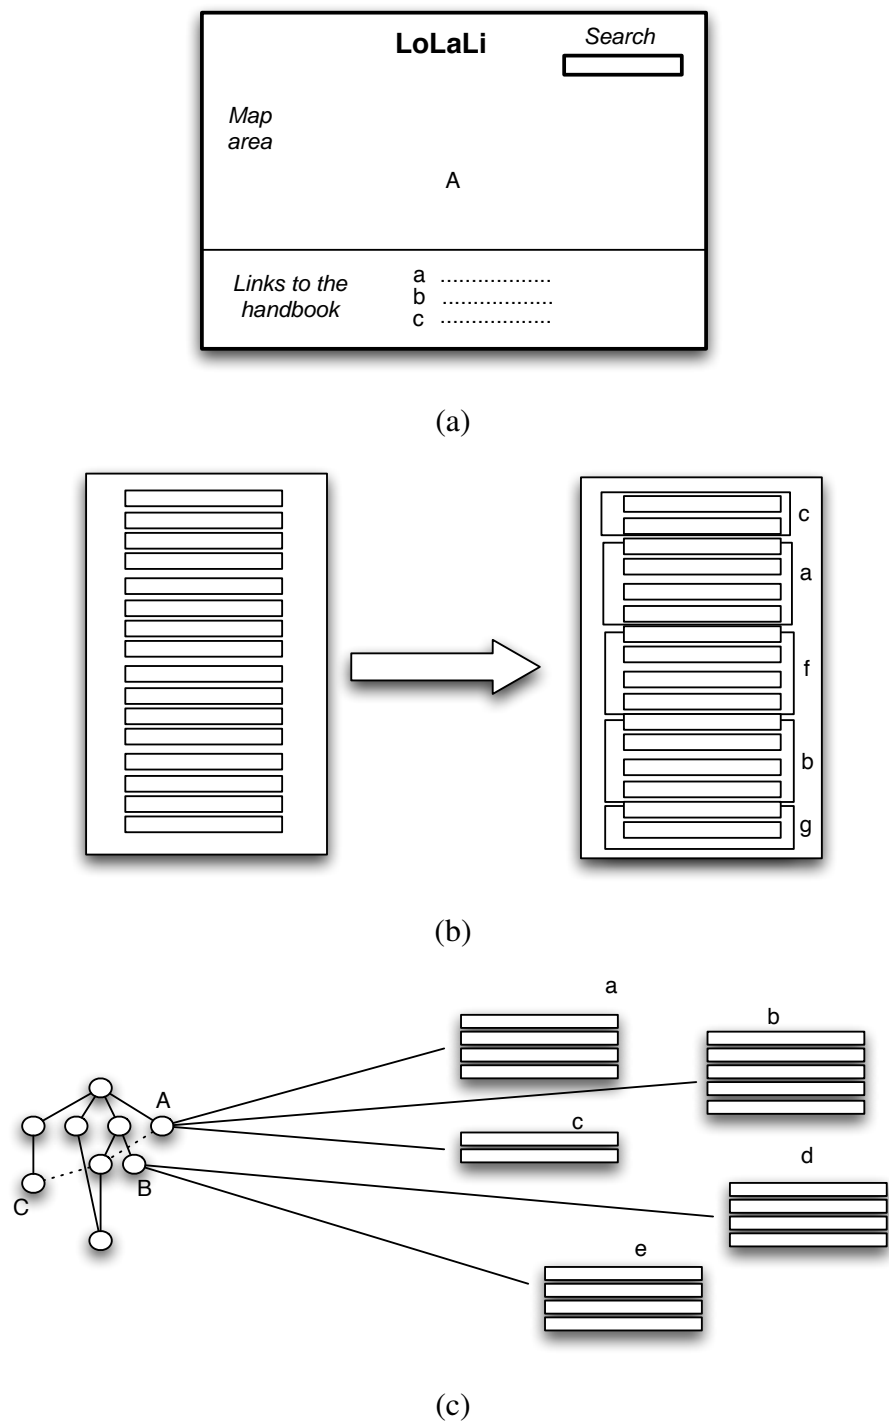 LoLaLi
Search
Map
area
A
Links to the
handbook
a ..................
b ..................
c ..................
(a)
c
a
f
b
g
(b)
a
b
A
c
d
B
C
e
(c)